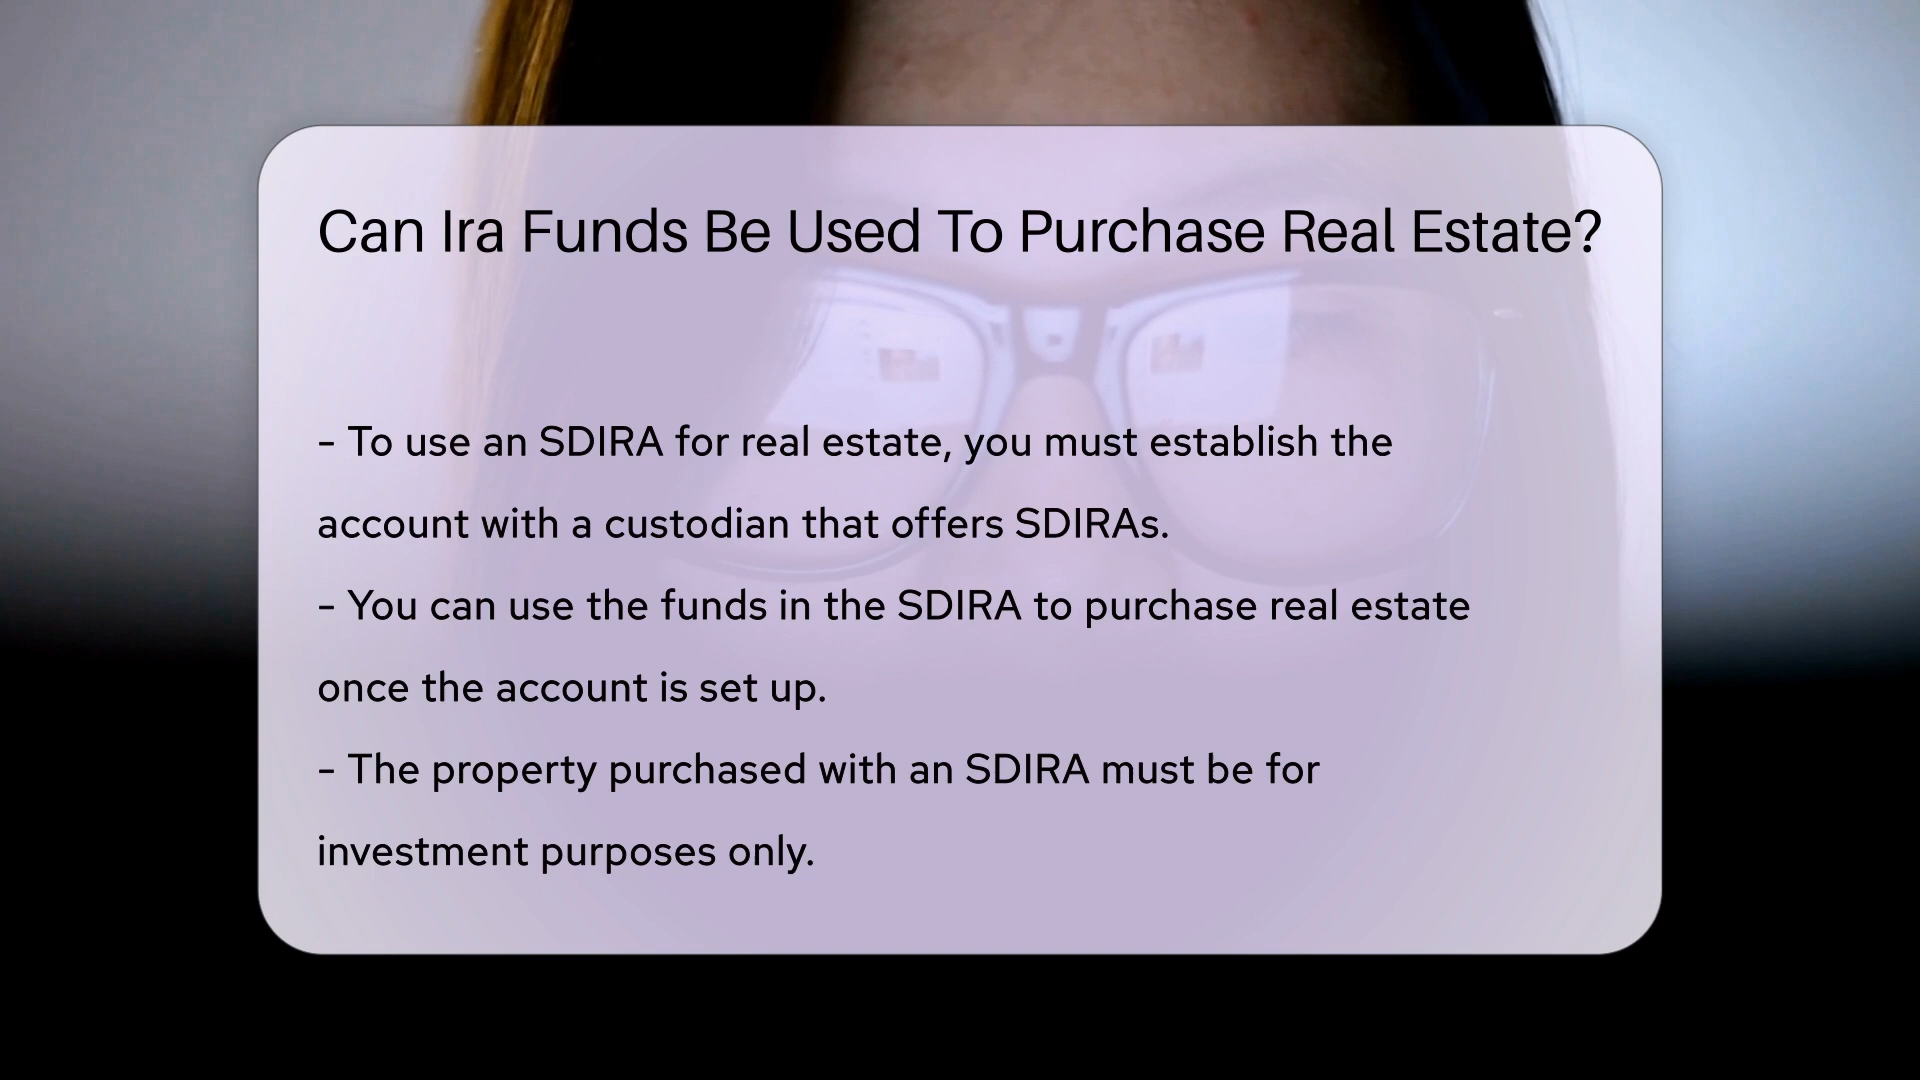 Can Ira Funds Be Used To Purchase Real Estate?
- To use an SDIRA for real estate, you must establish the
account with a custodian that offers SDIRAs.
- You can use the funds in the SDIRA to purchase real estate
once the account is set up.
- The property purchased with an SDIRA must be for
investment purposes only.